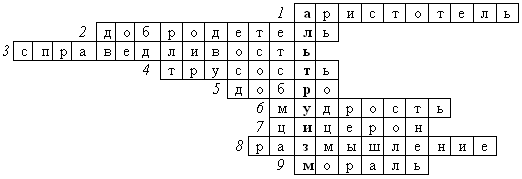 1 аристотель
2 добродетель
3 справедливость
4 трусость
5 добро
6 мудрость
7 цицерон
8 размышление
9 мораль